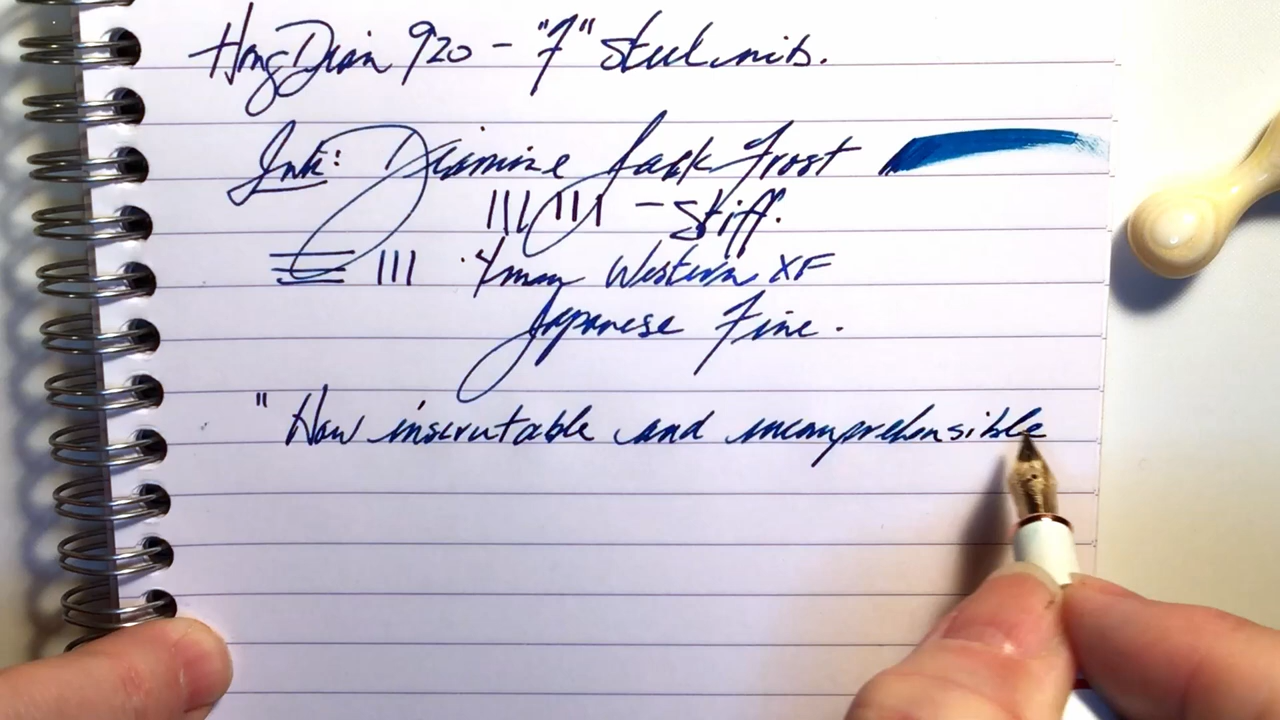 HongDian 920 - "F" Steel nib.
Ink: Diamine Jack Frost
- Stiff.
Western XF
Japanese Fine.
"How inscrutable and incomprehensible